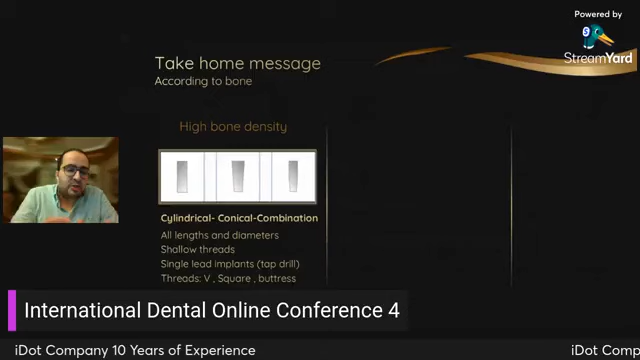 Powered by
StreamYard
Take home message
According to bone
High bone density
Cylindrical- Conical-Combination
All lengths and diameters
Shallow threads
Single lead implants (tap drill)
Threads: V , Square , buttress
International Dental Online Conference 4
iDot Company 10 Years of Experience
iDot Comp